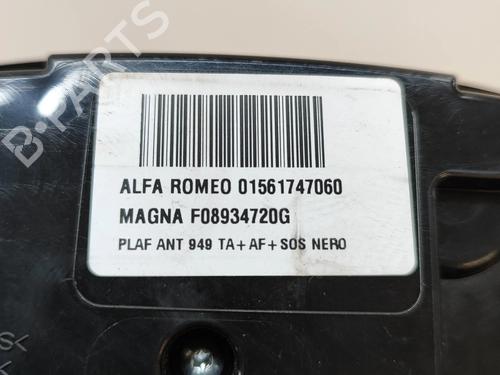 B-PARTS
ALFA ROMEO 01561747060
MAGNA F08934720G
PLAF ANT 949 TA+AF+SOS NERO